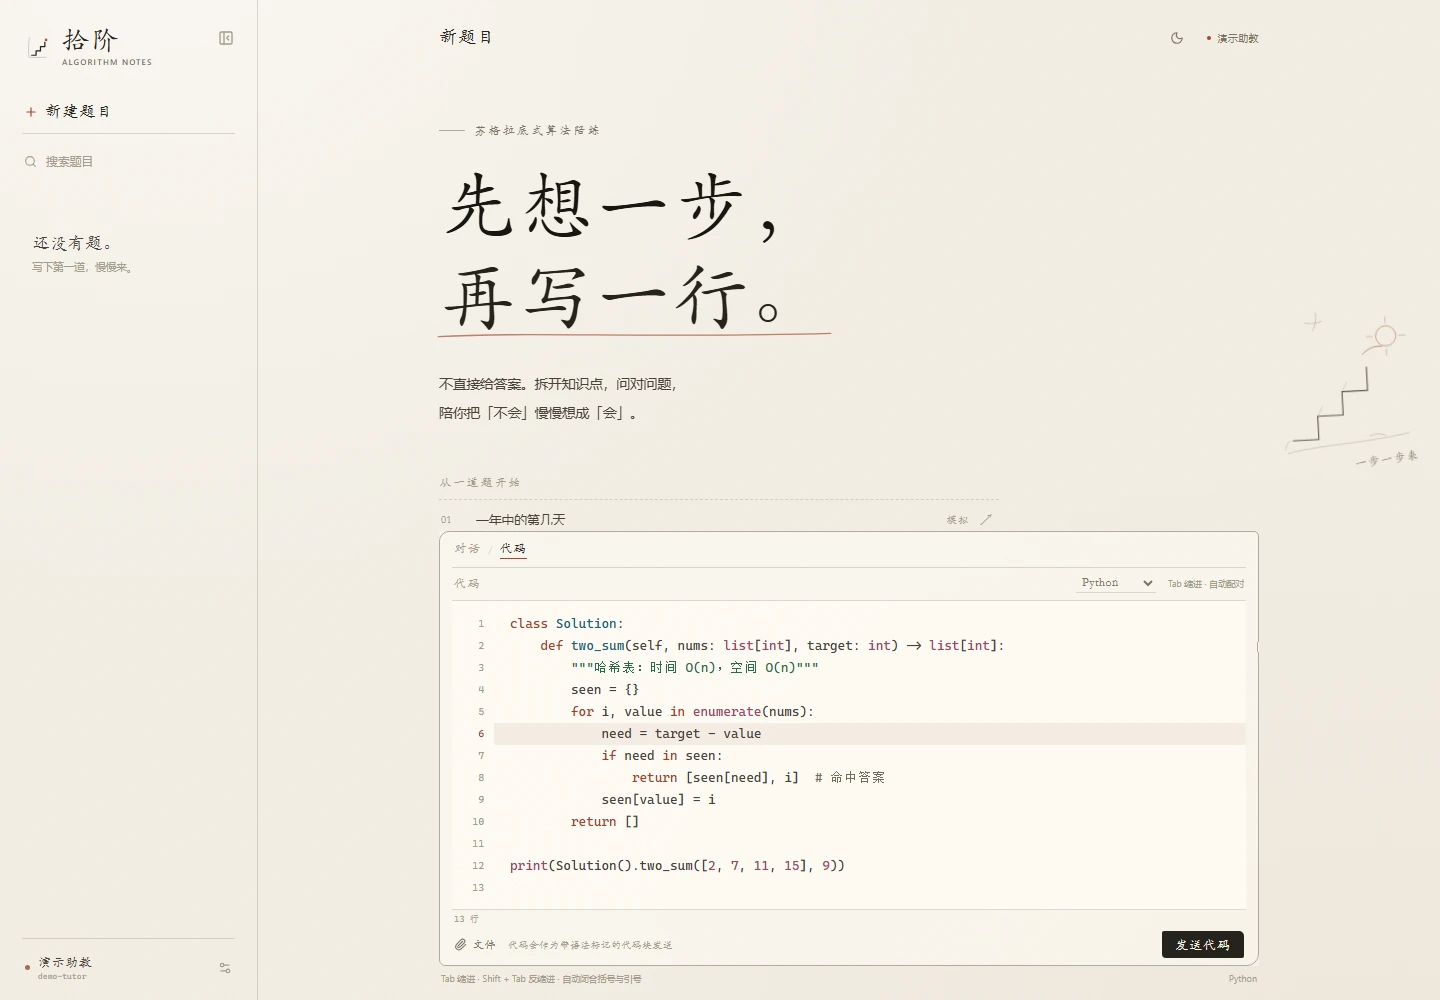 拾阶
ALGORITHM NOTES
新建题目
搜索题目
还没有题。
写下第一道，慢慢来。
演示助教
demo-tutor
新题目
演示助教
苏格拉底式算法陪练
先想一步，
再写一行。
不直接给答案。拆开知识点，问对问题，
陪你把「不会」慢慢想成「会」。
一步一步来
从一道题开始
01 一年中的第几天 模拟
对话 / 代码
代码 Python Tab 缩进 · 自动配对
1 class Solution:
2     def two_sum(self, nums: list[int], target: int) -> list[int]:
3         """哈希表：时间 O(n)，空间 O(n)"""
4         seen = {}
5         for i, value in enumerate(nums):
6             need = target - value
7             if need in seen:
8                 return [seen[need], i]  # 命中答案
9             seen[value] = i
10         return []
11
12 print(Solution().two_sum([2, 7, 11, 15], 9))
13
13 行
文件 代码会作为带语法标记的代码块发送 发送代码
Tab 缩进 · Shift + Tab 反缩进 · 自动闭合括号与引号 Python